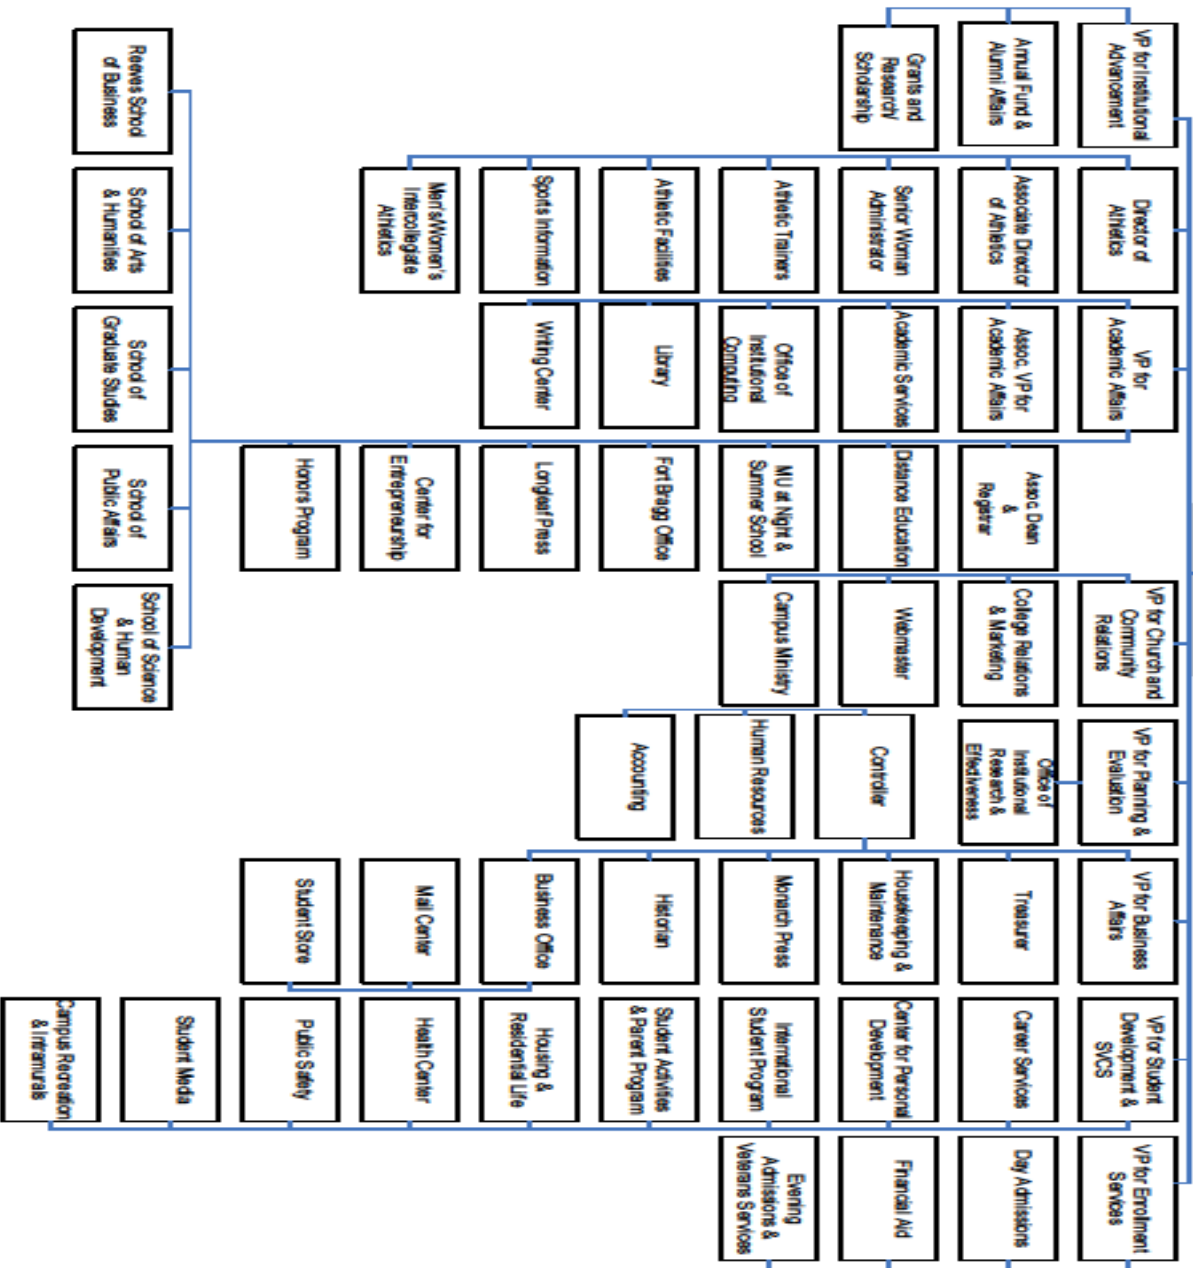 VP for Institutional
Advancement
Annual Fund &
Alumni Affairs
Grants and
Research/
Scholarship
Director of
Athletics
Associate Director
of Athletics
Senior Woman
Administrator
Athletic Trainers
Athletic Facilities
Sports Information
Men's/Women's
Intercollegiate
Athletics
VP for
Academic Affairs
Assoc. VP for
Academic Affairs
Academic Services
Office of
Institutional
Computing
Library
Writing Center
Assoc. Dean
&
Registrar
Distance Education
MU at Night &
Summer School
Fort Bragg Office
Longleaf Press
Center for
Entrepreneurship
Honors Program
Reeves School
of Business
School of Arts
& Humanities
School of
Graduate Studies
School of
Public Affairs
School of Science
& Human
Development
VP for Church and
Community
Relations
College Relations
& Marketing
Webmaster
Campus Ministry
VP for Planning &
Evaluation
Office of
Institutional
Research &
Effectiveness
Controller
Human Resources
Accounting
VP for Business
Affairs
Treasurer
Housekeeping &
Maintenance
Monarch Press
Historian
Business Office
Mail Center
Student Store
VP for Student
Development &
SVCS
Career Services
Center for Personal
Development
International
Student Program
Student Activities
& Parent Program
Housing &
Residential Life
Health Center
Public Safety
Student Media
Campus Recreation
& Intramurals
VP for Enrollment
Services
Day Admissions
Financial Aid
Evening
Admissions &
Veterans Services